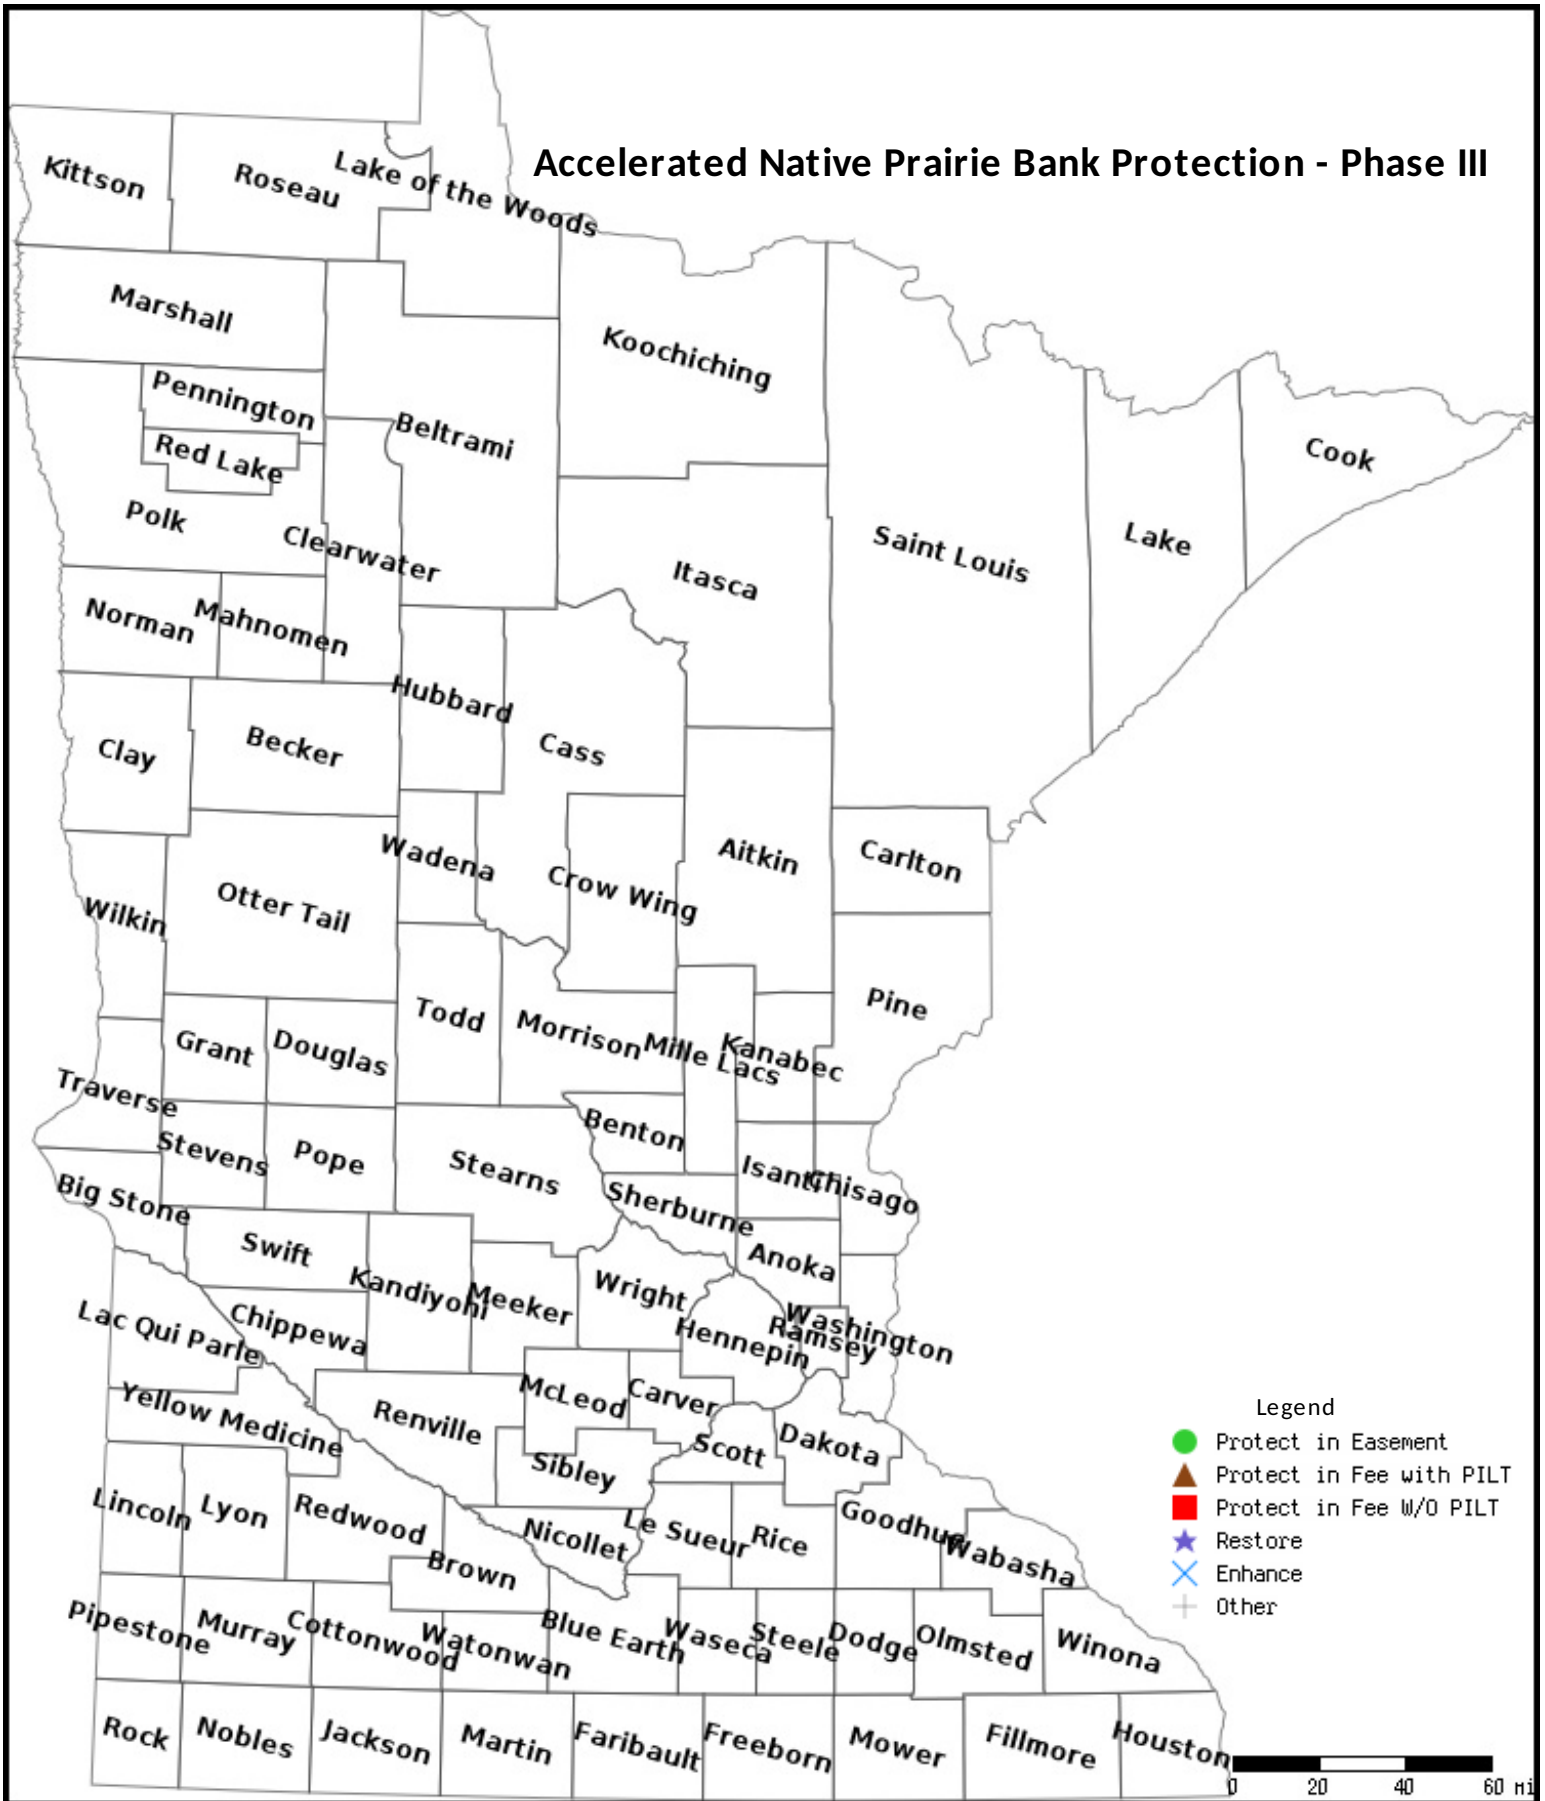 Accelerated Native Prairie Bank Protection - Phase III
Kittson
Roseau
Lake of the Woods
Marshall
Koochiching
Pennington
Beltrami
Red Lake
Cook
Polk
Clearwater
Saint Louis
Lake
Itasca
Norman
Mahnomen
Hubbard
Clay
Becker
Cass
Wadena
Aitkin
Carlton
Crow Wing
Otter Tail
Wilkin
Pine
Todd
Morrison
Mille Lacs
Kanabec
Grant
Douglas
Traverse
Benton
Stevens
Pope
Stearns
Isanti
Chisago
Big Stone
Sherburne
Swift
Anoka
Kandiyohi
Meeker
Wright
Washington
Ramsey
Hennepin
Lac Qui Parle
Chippewa
McLeod
Carver
Yellow Medicine
Renville
Scott
Dakota
Sibley
Lincoln
Lyon
Redwood
Nicollet
Le Sueur
Rice
Goodhue
Wabasha
Brown
Pipestone
Murray
Cottonwood
Watonwan
Blue Earth
Waseca
Steele
Dodge
Olmsted
Winona
Rock
Nobles
Jackson
Martin
Faribault
Freeborn
Mower
Fillmore
Houston
Legend
Protect in Easement
Protect in Fee with PILT
Protect in Fee W/O PILT
Restore
Enhance
Other
0 20 40 60 mi